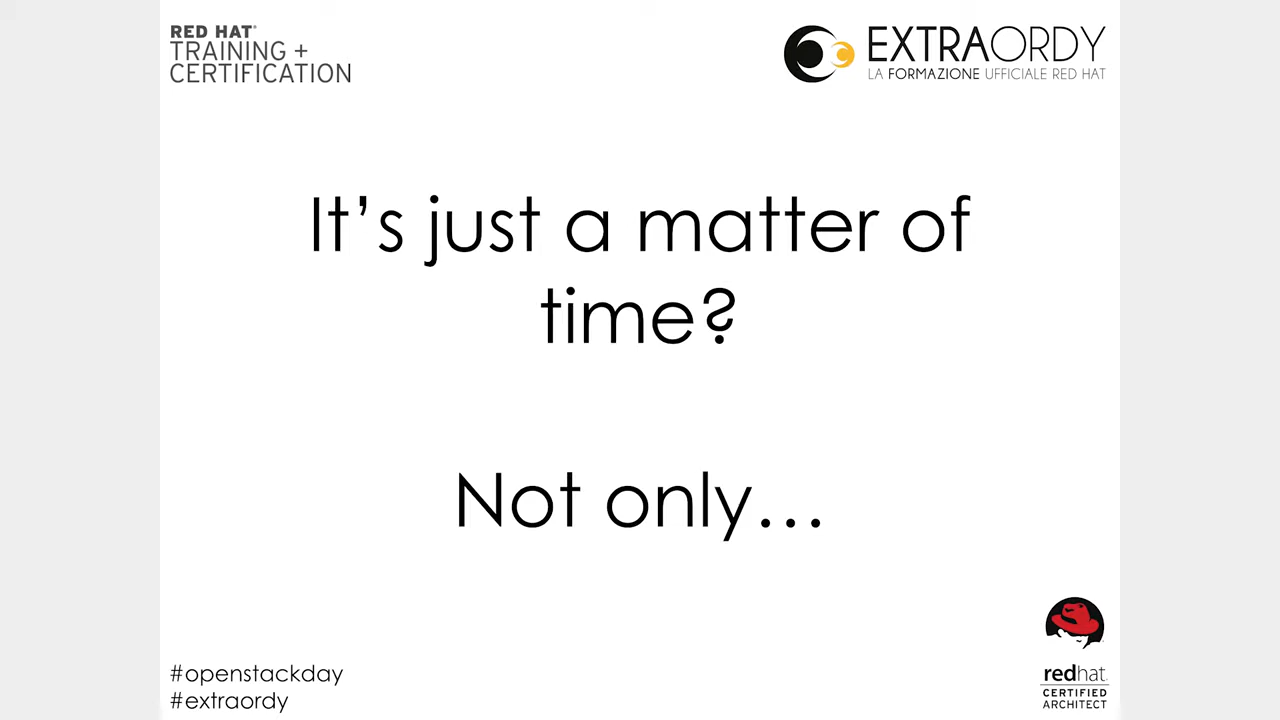 RED HAT®
TRAINING +
CERTIFICATION
EXTRAORDY
LA FORMAZIONE UFFICIALE RED HAT
It’s just a matter of
time?
Not only…
#openstackday
#extraordy
redhat.
CERTIFIED
ARCHITECT